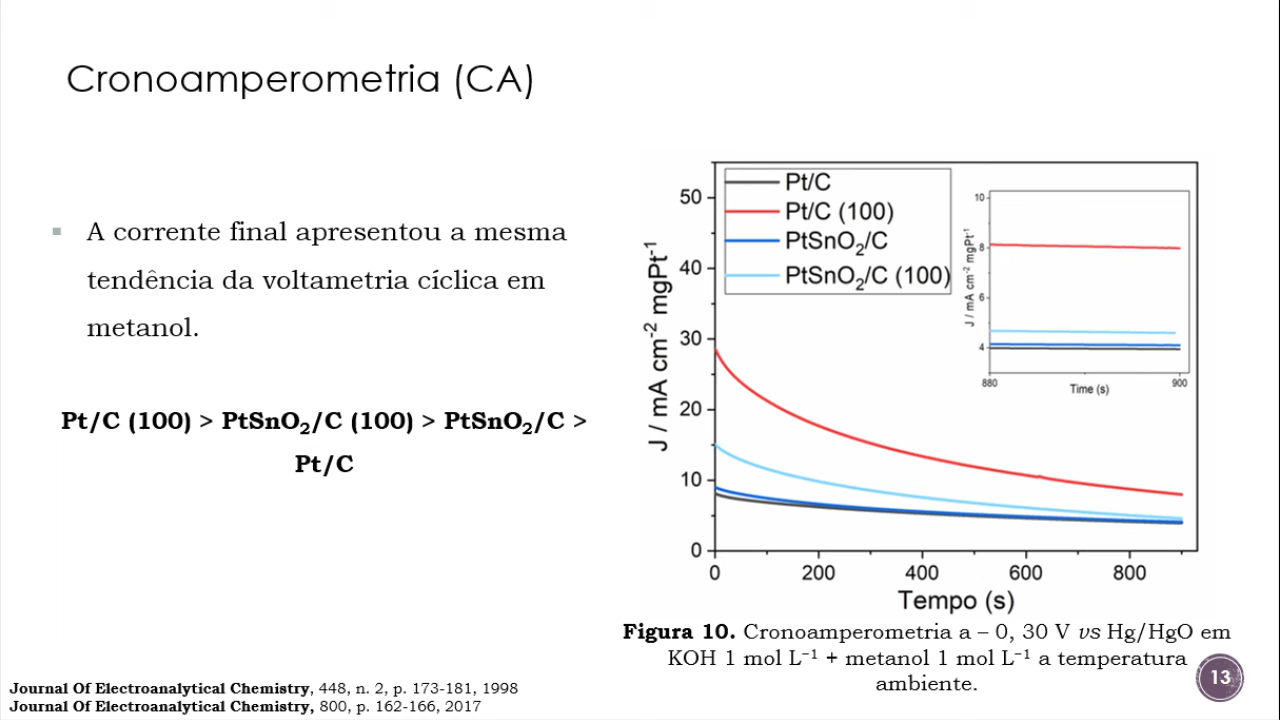 Cronoamperometria (CA)
A corrente final apresentou a mesma
tendência da voltametria cíclica em
metanol.
Pt/C (100) > PtSnO₂/C (100) > PtSnO₂/C >
Pt/C
Pt/C
Pt/C (100)
PtSnO₂/C
PtSnO₂/C (100)
J / mA cm⁻² mgPt⁻¹
50
40
30
20
10
0
0 200 400 600 800
Tempo (s)
J / mA cm⁻² mgPt⁻¹
10
8
6
4
880 900
Time (s)
Figura 10. Cronoamperometria a – 0, 30 V vs Hg/HgO em
KOH 1 mol L⁻¹ + metanol 1 mol L⁻¹ a temperatura
ambiente.
13
Journal Of Electroanalytical Chemistry, 448, n. 2, p. 173-181, 1998
Journal Of Electroanalytical Chemistry, 800, p. 162-166, 2017